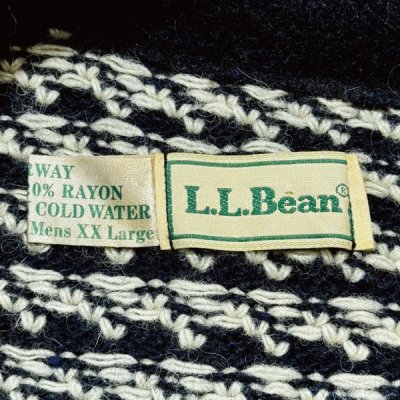 WAY
0% RAYON
COLD WATER
Mens XX Large
L.L.Bean®